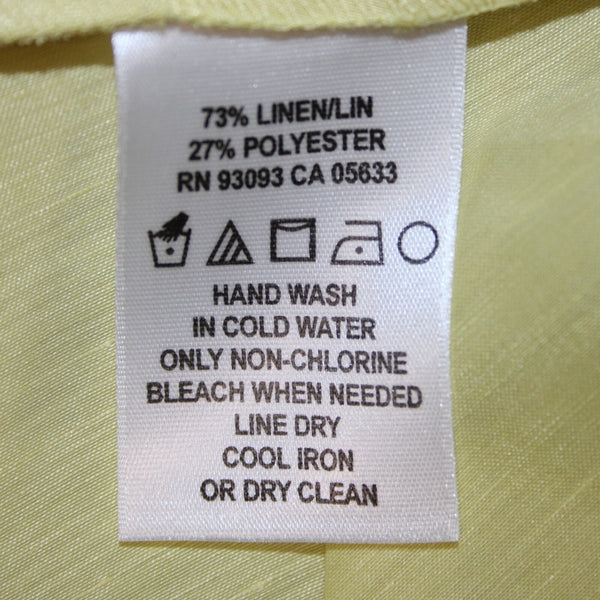 73% LINEN/LIN
27% POLYESTER
RN 93093 CA 05633
HAND WASH
IN COLD WATER
ONLY NON-CHLORINE
BLEACH WHEN NEEDED
LINE DRY
COOL IRON
OR DRY CLEAN